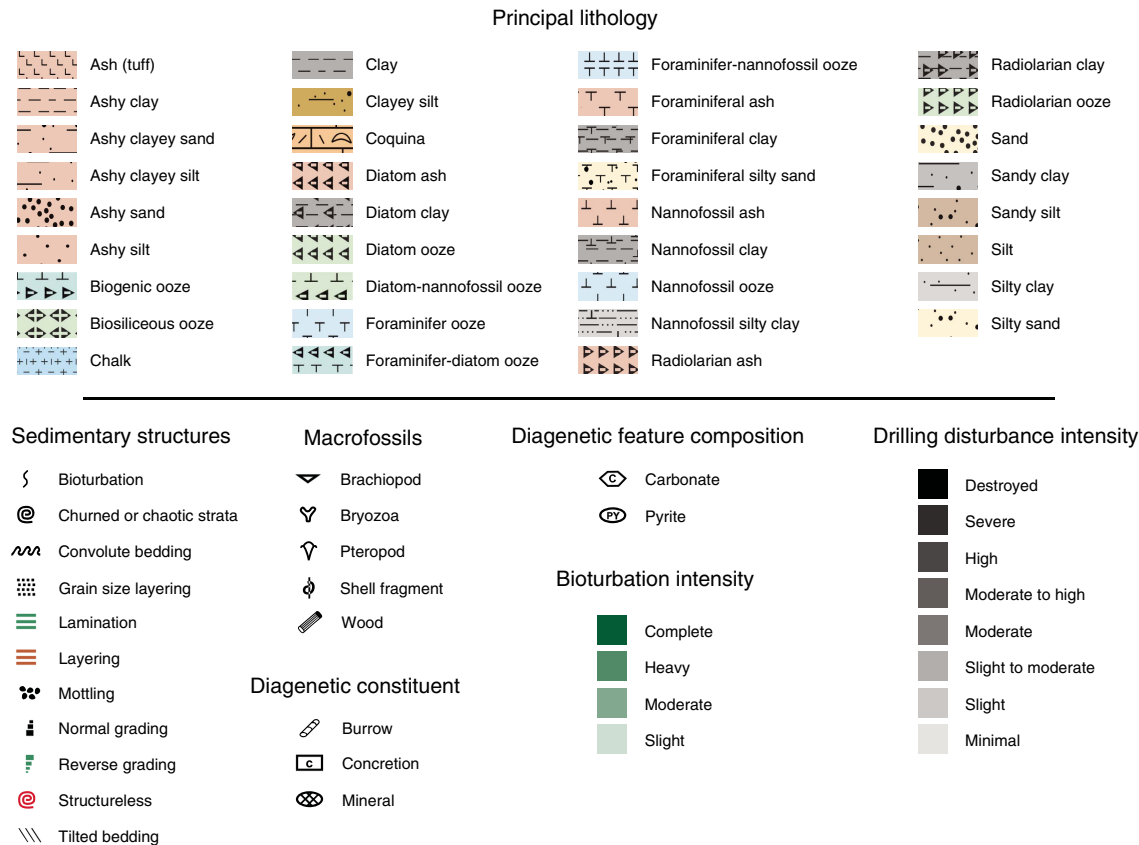 Principal lithology
Ash (tuff)
Ashy clay
Ashy clayey sand
Ashy clayey silt
Ashy sand
Ashy silt
Biogenic ooze
Biosiliceous ooze
Chalk
Clay
Clayey silt
Coquina
Diatom ash
Diatom clay
Diatom ooze
Diatom-nannofossil ooze
Foraminifer ooze
Foraminifer-diatom ooze
Foraminifer-nannofossil ooze
Foraminiferal ash
Foraminiferal clay
Foraminiferal silty sand
Nannofossil ash
Nannofossil clay
Nannofossil ooze
Nannofossil silty clay
Radiolarian ash
Radiolarian clay
Radiolarian ooze
Sand
Sandy clay
Sandy silt
Silt
Silty clay
Silty sand
Sedimentary structures
Bioturbation
Churned or chaotic strata
Convolute bedding
Grain size layering
Lamination
Layering
Mottling
Normal grading
Reverse grading
Structureless
Tilted bedding
Macrofossils
Brachiopod
Bryozoa
Pteropod
Shell fragment
Wood
Diagenetic constituent
Burrow
C Concretion
Mineral
Diagenetic feature composition
C Carbonate
PY Pyrite
Bioturbation intensity
Complete
Heavy
Moderate
Slight
Drilling disturbance intensity
Destroyed
Severe
High
Moderate to high
Moderate
Slight to moderate
Slight
Minimal